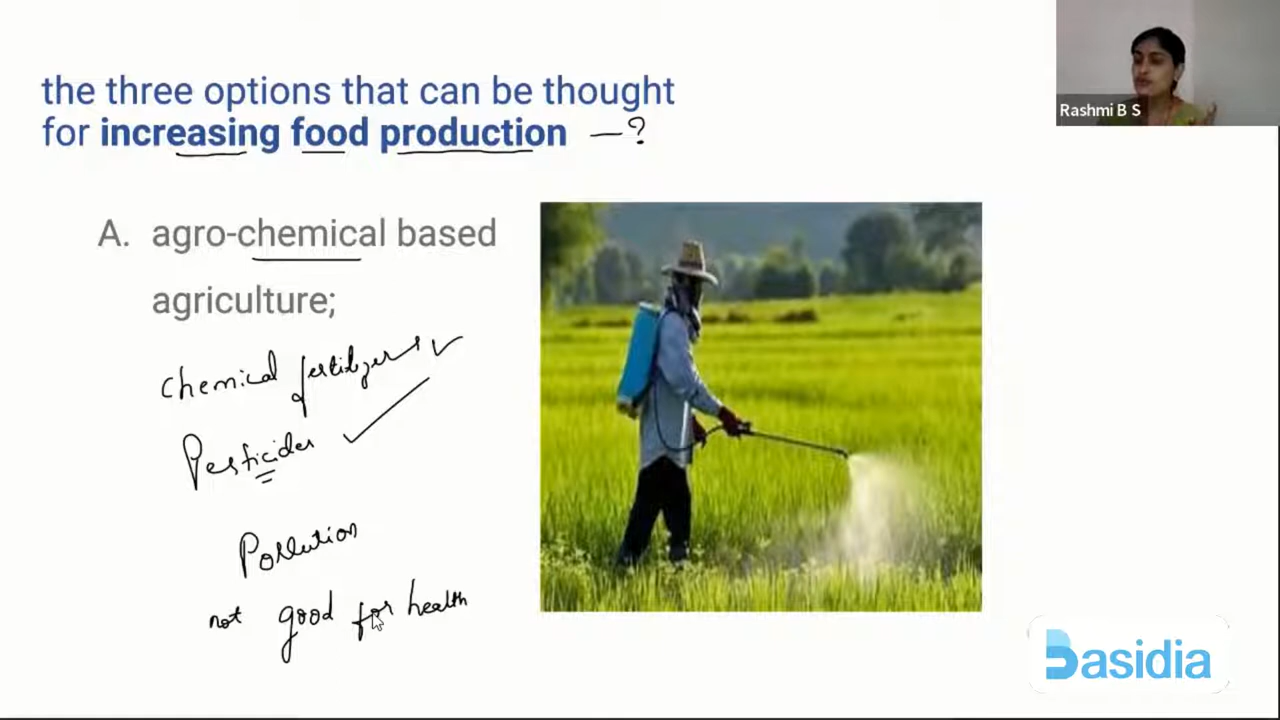 the three options that can be thought
for increasing food production —?
A. agro-chemical based
agriculture;
chemical fertilizers
Pesticides
Pollution
not good for health
Rashmi B S
Basidia